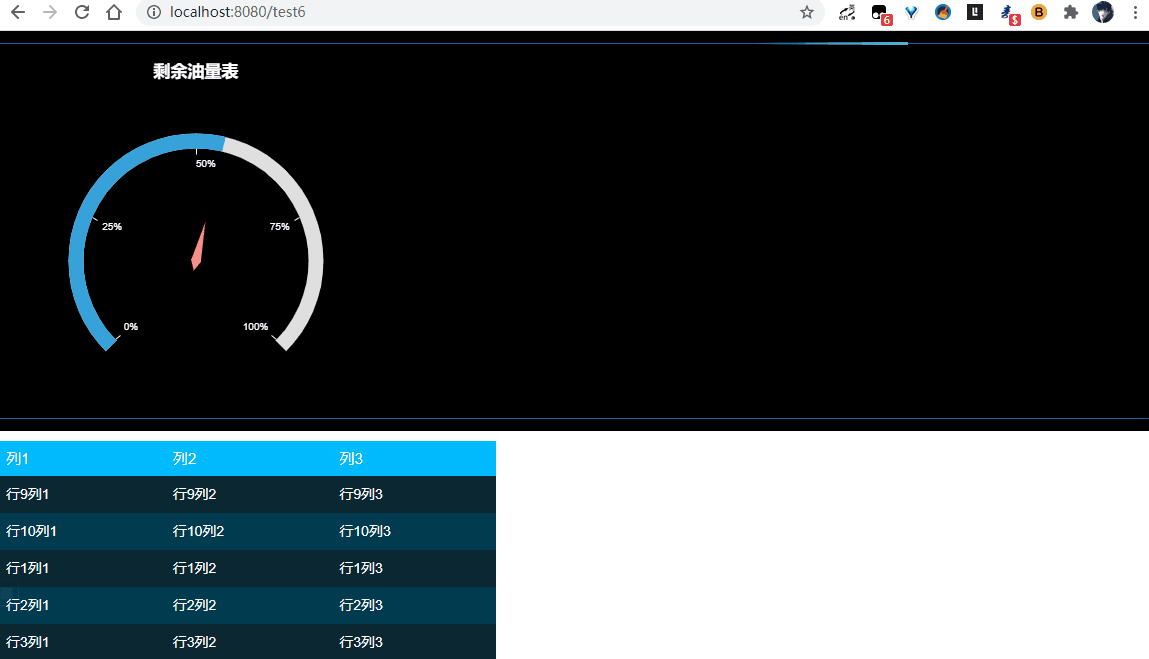 localhost:8080/test6
en
英
6
$
B
剩余油量表
50%
25%
75%
0%
100%
列1 列2 列3
行9列1 行9列2 行9列3
行10列1 行10列2 行10列3
行1列1 行1列2 行1列3
行2列1 行2列2 行2列3
行3列1 行3列2 行3列3